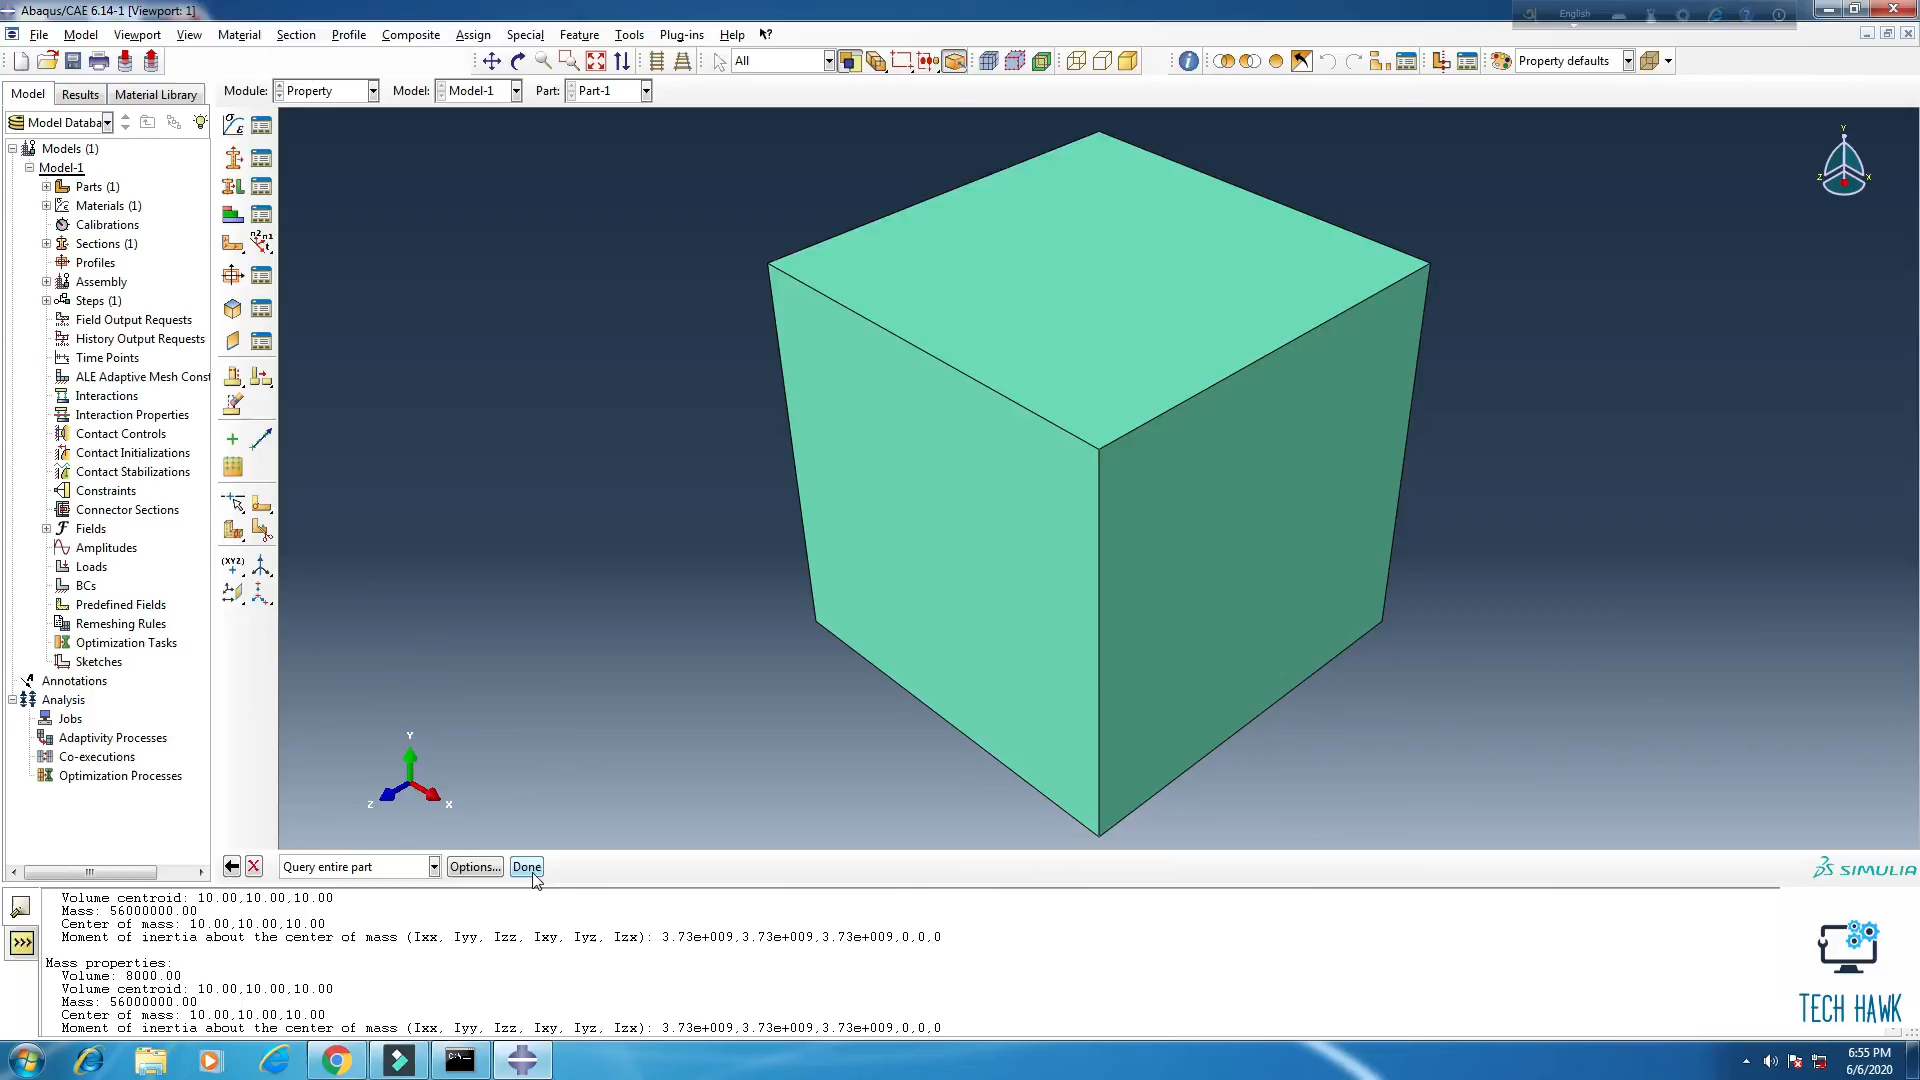 Abaqus/CAE 6.14-1 [Viewport: 1]
English
File Model Viewport View Material Section Profile Composite Assign Special Feature Tools Plug-ins Help
All
Property defaults
Model Results Material Library
Module: Property Model: Model-1 Part: Part-1
Model Databa
Models (1)
Model-1
Parts (1)
Materials (1)
Calibrations
Sections (1)
Profiles
Assembly
Steps (1)
Field Output Requests
History Output Requests
Time Points
ALE Adaptive Mesh Const
Interactions
Interaction Properties
Contact Controls
Contact Initializations
Contact Stabilizations
Constraints
Connector Sections
Fields
Amplitudes
Loads
BCs
Predefined Fields
Remeshing Rules
Optimization Tasks
Sketches
Annotations
Analysis
Jobs
Adaptivity Processes
Co-executions
Optimization Processes
(XYZ)
Y
Z X
Y
Z X
Query entire part Options... Done
SIMULIA
Volume centroid: 10.00,10.00,10.00
Mass: 56000000.00
Center of mass: 10.00,10.00,10.00
Moment of inertia about the center of mass (Ixx, Iyy, Izz, Ixy, Iyz, Izx): 3.73e+009,3.73e+009,3.73e+009,0,0,0
Mass properties:
Volume: 8000.00
Volume centroid: 10.00,10.00,10.00
Mass: 56000000.00
Center of mass: 10.00,10.00,10.00
Moment of inertia about the center of mass (Ixx, Iyy, Izz, Ixy, Iyz, Izx): 3.73e+009,3.73e+009,3.73e+009,0,0,0
TECH HAWK
6:55 PM
6/6/2020